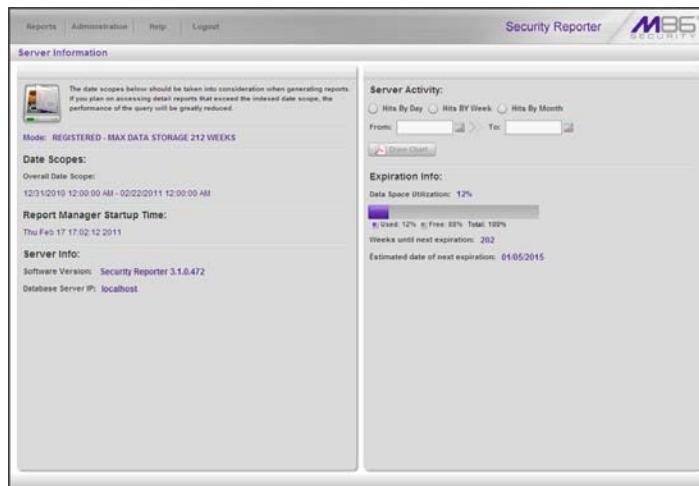 Reports Administration Help Logout
Security Reporter
M86
SECURITY
Server Information
The date scopes below should be taken into consideration when generating reports.
If you plan on assessing detail reports that exceed the indexed date scope, the
performance of the query will be greatly reduced.
Mode: REGISTERED - MAX DATA STORAGE 212 WEEKS
Date Scopes:
Overall Date Scope:
12/31/2010 12:00:00 AM - 02/22/2011 12:00:00 AM
Report Manager Startup Time:
Thu Feb 17 17:02:12 2011
Server Info:
Software Version: Security Reporter 3.1.0.472
Database Server IP: localhost
Server Activity:
Hits By Day Hits BY Week Hits By Month
From: To:
Draw Chart
Expiration Info:
Data Space Utilization: 12%
Used: 12% Free: 88% Total: 100%
Weeks until next expiration: 202
Estimated date of next expiration: 01/05/2015